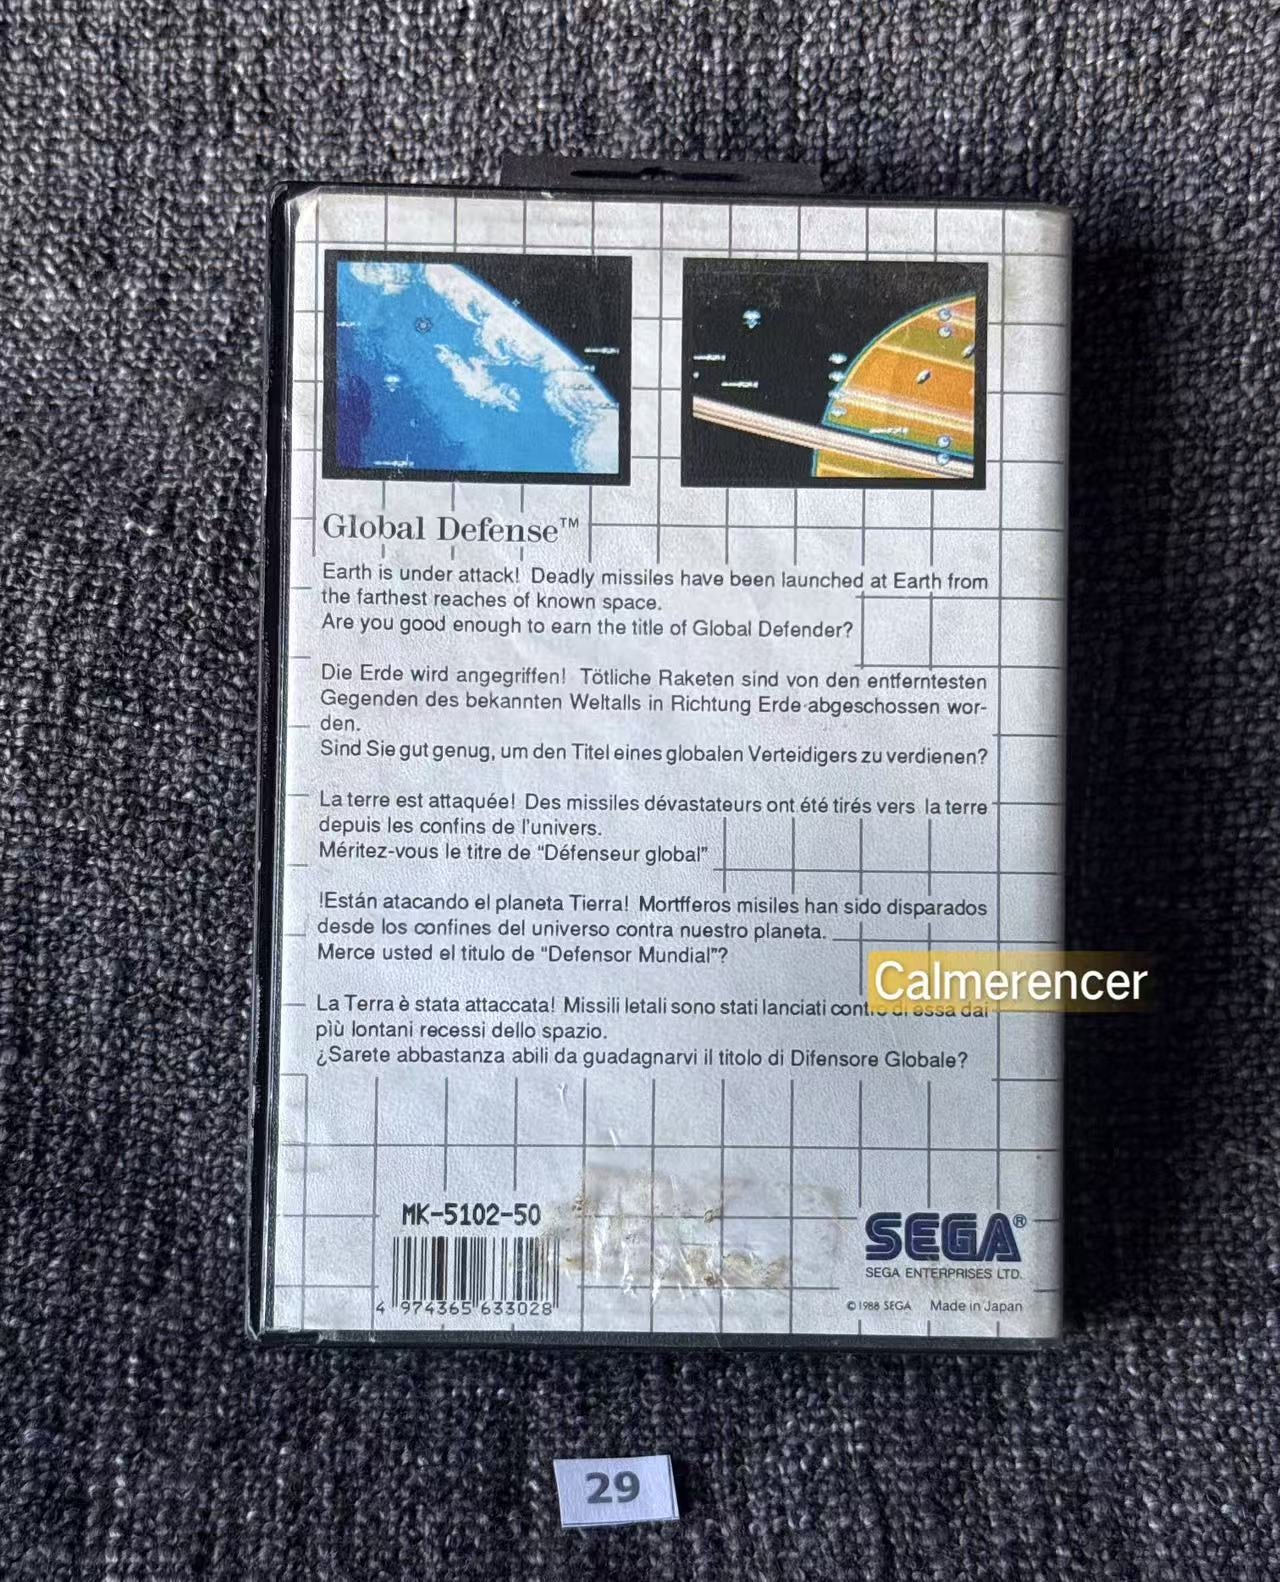 Global Defense™
Earth is under attack! Deadly missiles have been launched at Earth from
the farthest reaches of known space.
Are you good enough to earn the title of Global Defender?
Die Erde wird angegriffen! Tötliche Raketen sind von den entferntesten
Gegenden des bekannten Weltalls in Richtung Erde abgeschossen wor-
den.
Sind Sie gut genug, um den Titel eines globalen Verteidigers zu verdienen?
La terre est attaquée! Des missiles dévastateurs ont été tirés vers la terre
depuis les confins de l'univers.
Méritez-vous le titre de “Défenseur global”
!Están atacando el planeta Tierra! Mortfferos misiles han sido disparados
desde los confines del universo contra nuestro planeta.
Merce usted el titulo de “Defensor Mundial”?
Calmerencer
La Terra è stata attaccata! Missili letali sono stati lanciati contro di essa dai
più lontani recessi dello spazio.
¿Sarete abbastanza abili da guadagnarvi il titolo di Difensore Globale?
MK-5102-50
4 974365 633028
SEGA®
SEGA ENTERPRISES LTD.
©1988 SEGA Made in Japan
29